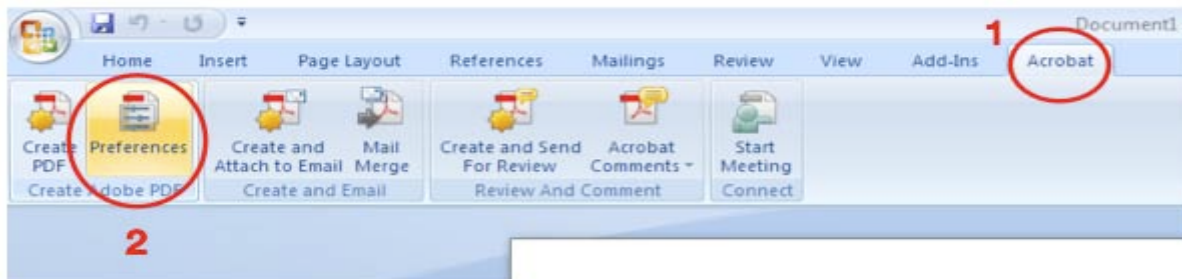 Document1
1
Home Insert Page Layout References Mailings Review View Add-Ins Acrobat
Create Preferences Create and Mail Create and Send Acrobat Start
PDF Attach to Email Merge For Review Comments Meeting
Create Adobe PDF Create and Email Review And Comment Connect
2